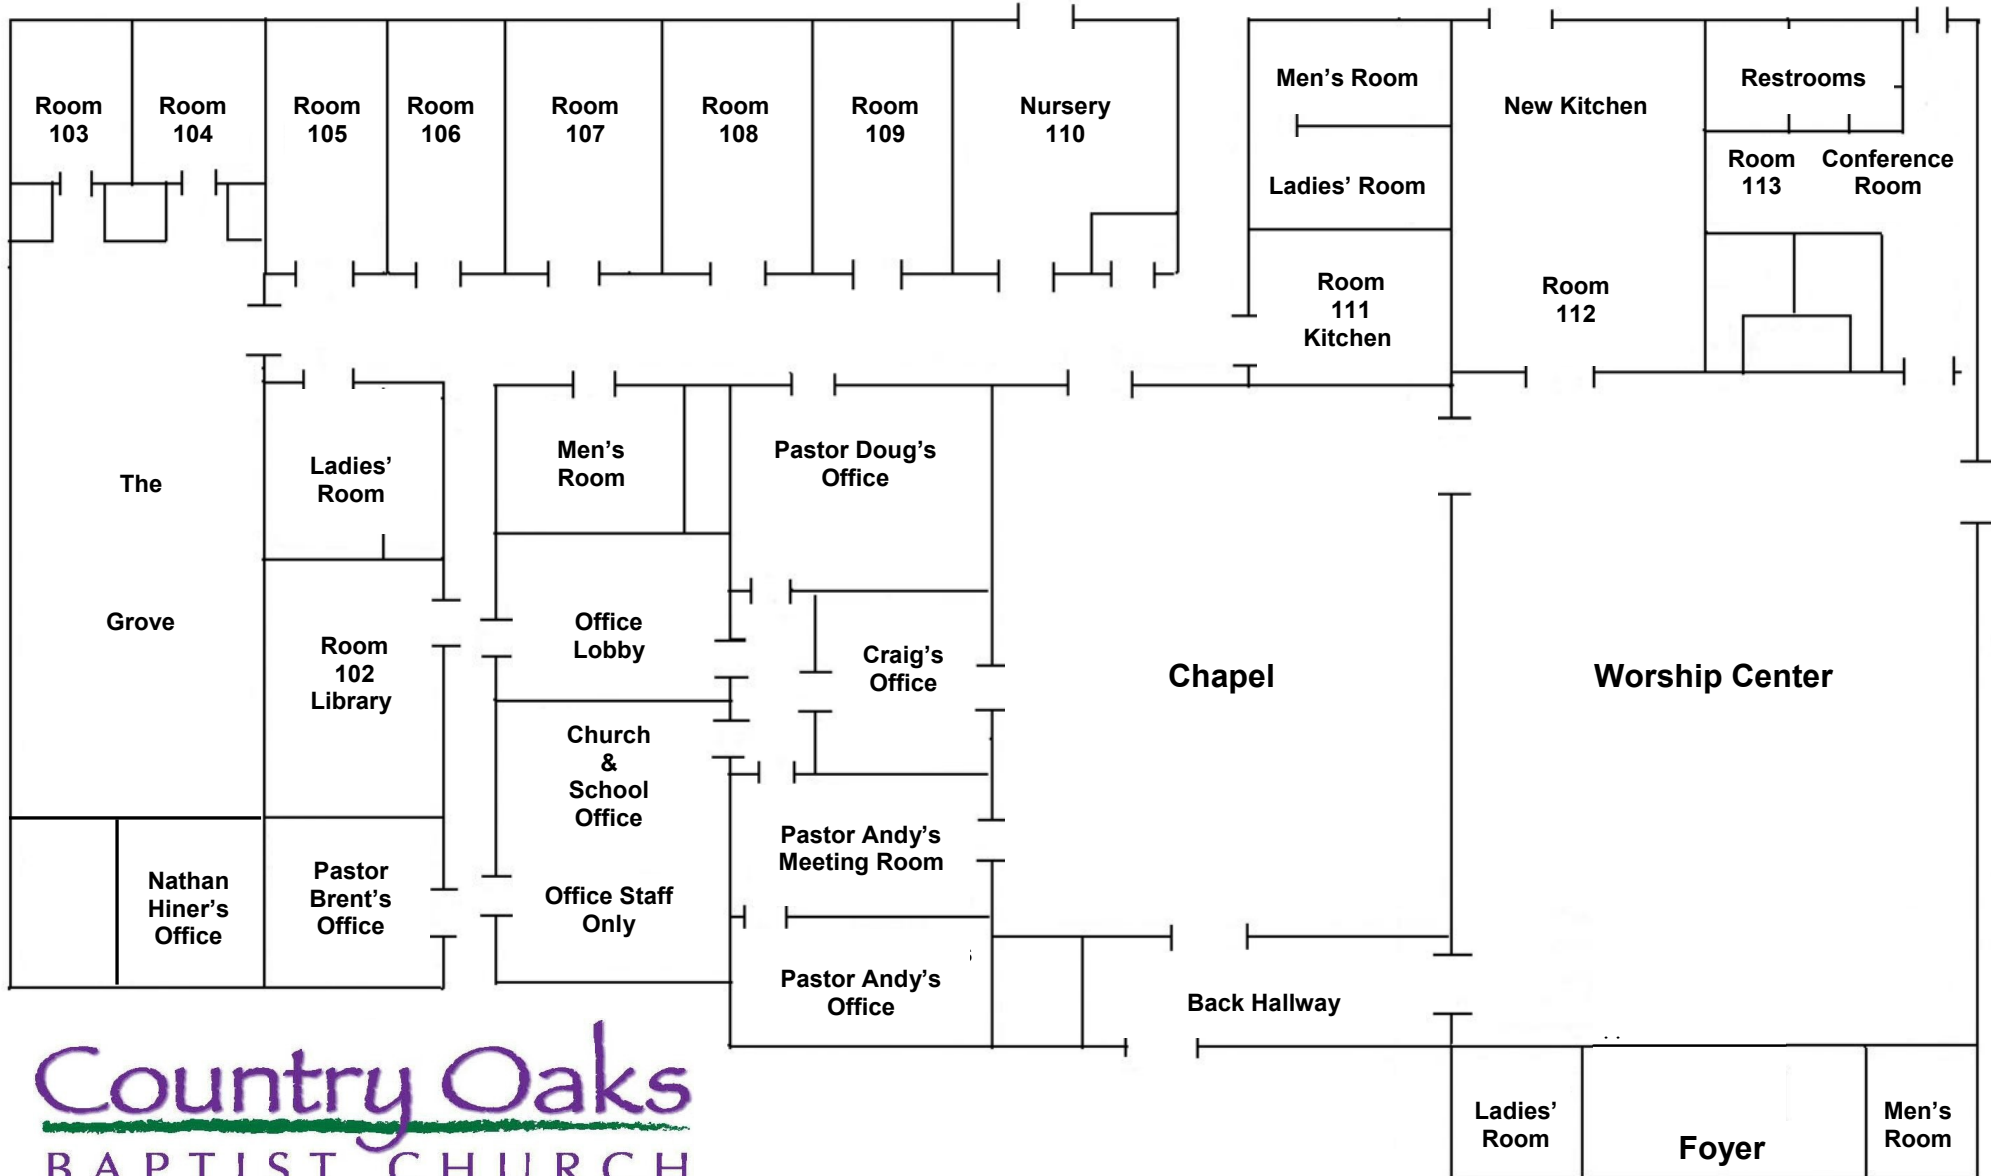 Room
103
Room
104
Room
105
Room
106
Room
107
Room
108
Room
109
Nursery
110
Men's Room
Ladies' Room
New Kitchen
Restrooms
Room
113
Conference
Room
Room
111
Kitchen
Room
112
The
Grove
Ladies'
Room
Men's
Room
Pastor Doug's
Office
Office
Lobby
Room
102
Library
Craig's
Office
Chapel
Worship Center
Church
&
School
Office
Office Staff
Only
Pastor Andy's
Meeting Room
Nathan
Hiner's
Office
Pastor
Brent's
Office
Pastor Andy's
Office
Back Hallway
Ladies'
Room
Foyer
Men's
Room
Country Oaks
BAPTIST CHURCH